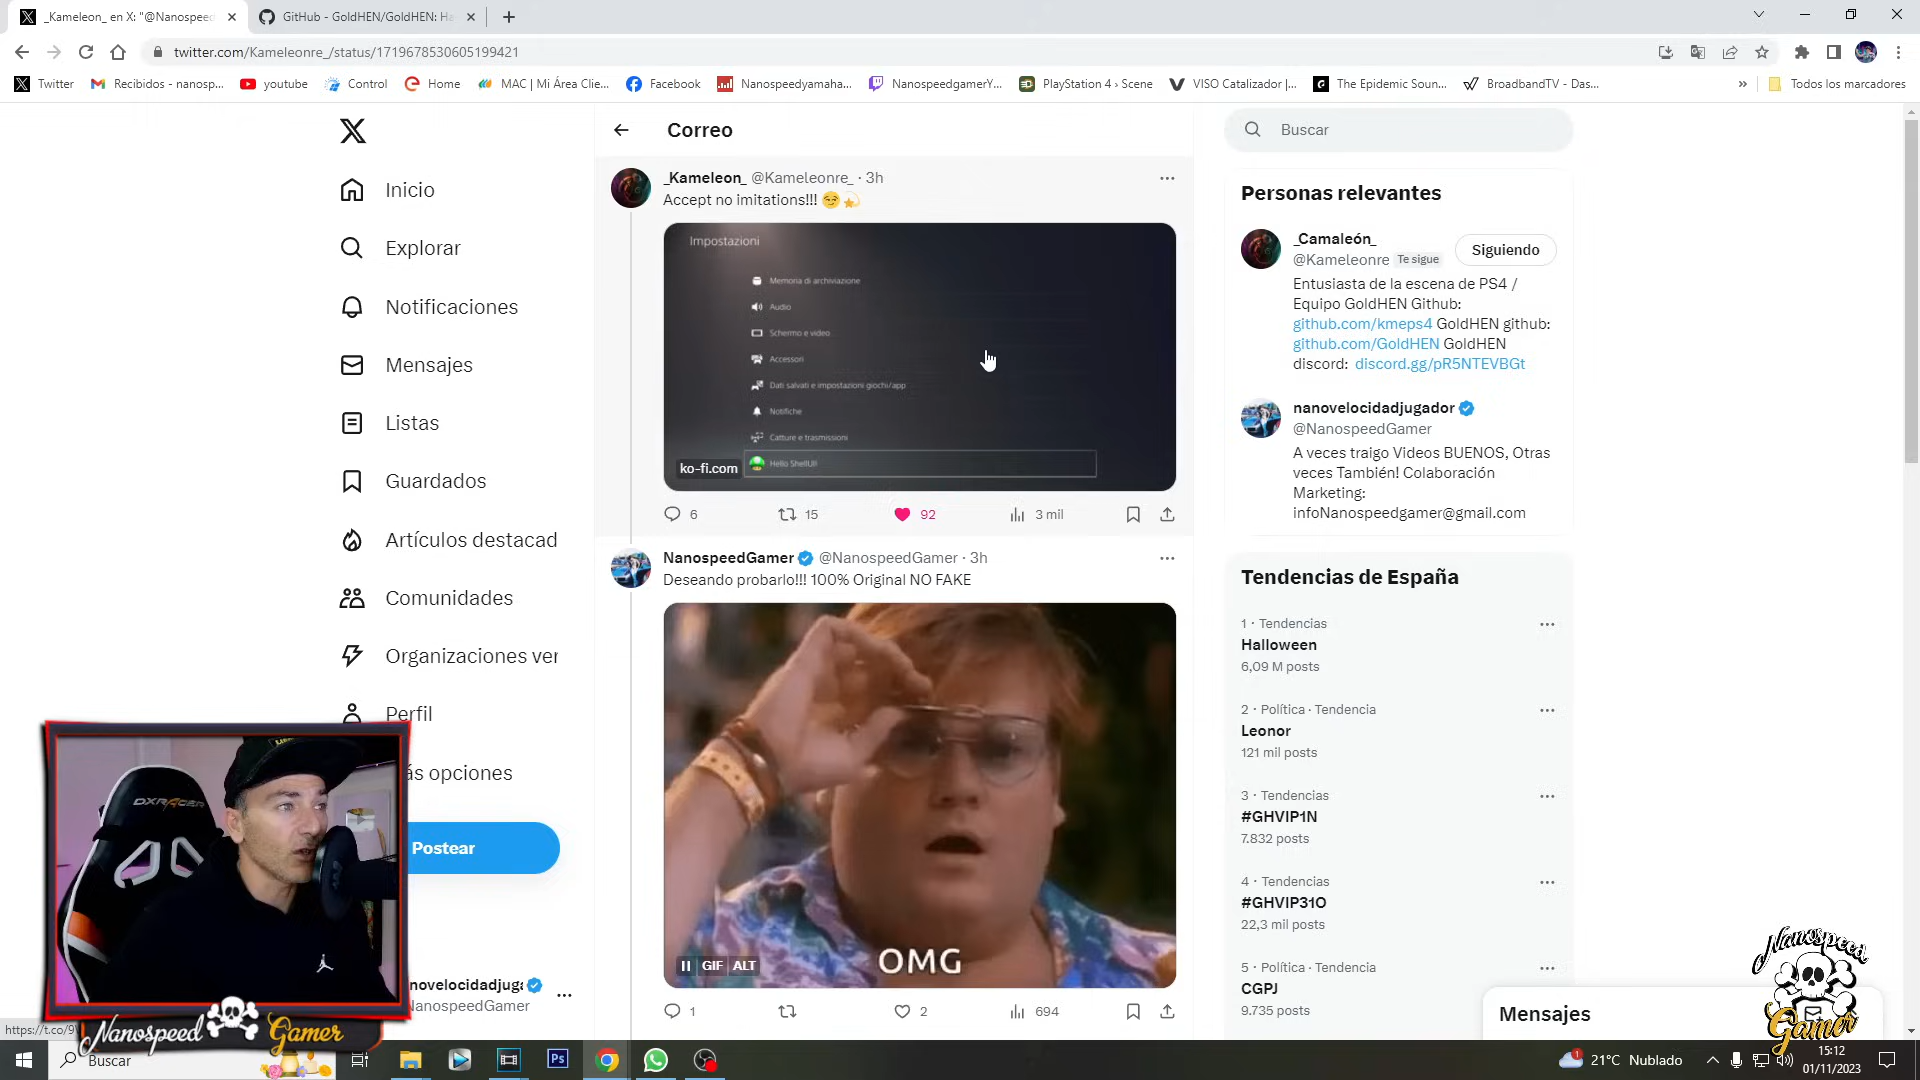 _Kameleon_ en X: "@Nanospeed
GitHub - GoldHEN/GoldHEN: Ha
twitter.com/Kameleonre_/status/1719678530605199421
Twitter
Recibidos - nanosp...
youtube
Control
Home
MAC | Mi Área Clie...
Facebook
Nanospeedyamaha...
NanospeedgamerY...
PlayStation 4 › Scene
VISO Catalizador |...
The Epidemic Soun...
BroadbandTV - Das...
»
Todos los marcadores
Inicio
Explorar
Notificaciones
Mensajes
Listas
Guardados
Artículos destacad
Comunidades
Organizaciones ver
Perfil
ás opciones
Postear
novelocidadjuga
NanospeedGamer
Correo
_Kameleon_ @Kameleonre_ · 3h
Accept no imitations!!! 😏💫
Impostazioni
Memoria di archiviazione
Audio
Schermo e video
Accessori
Dati salvati e impostazioni giochi/app
Notifiche
Catture e trasmissioni
Hello ShellUI!
ko-fi.com
6
15
92
3 mil
NanospeedGamer @NanospeedGamer · 3h
Deseando probarlo!!! 100% Original NO FAKE
OMG
GIF
ALT
1
2
694
Buscar
Personas relevantes
_Camaleón_
@Kameleonre Te sigue
Siguiendo
Entusiasta de la escena de PS4 /
Equipo GoldHEN Github:
github.com/kmeps4 GoldHEN github:
github.com/GoldHEN GoldHEN
discord: discord.gg/pR5NTEVBGt
nanovelocidadjugador
@NanospeedGamer
A veces traigo Videos BUENOS, Otras
veces También! Colaboración
Marketing:
infoNanospeedgamer@gmail.com
Tendencias de España
1 · Tendencias
Halloween
6,09 M posts
2 · Política · Tendencia
Leonor
121 mil posts
3 · Tendencias
#GHVIP1N
7.832 posts
4 · Tendencias
#GHVIP31O
22,3 mil posts
5 · Política · Tendencia
CGPJ
9.735 posts
Mensajes
DXRACER
Nanospeed
Gamer
Nanospeed
Gamer
https://t.co/9
Buscar
Ps
1
21°C Nublado
15:12
01/11/2023